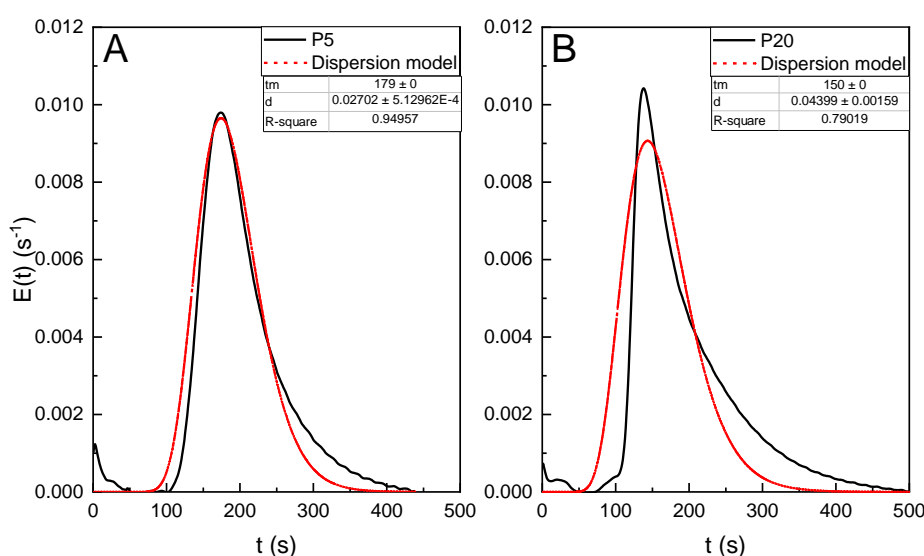 A
P5
Dispersion model
tm 179 ± 0
d 0.02702 ± 5.12962E-4
R-square 0.94957
0.012
0.010
0.008
0.006
0.004
0.002
0.000
E(t) (s⁻¹)
0 100 200 300 400 500
t (s)
B
P20
Dispersion model
tm 150 ± 0
d 0.04399 ± 0.00159
R-square 0.79019
0.012
0.010
0.008
0.006
0.004
0.002
0.000
0 100 200 300 400 500
t (s)